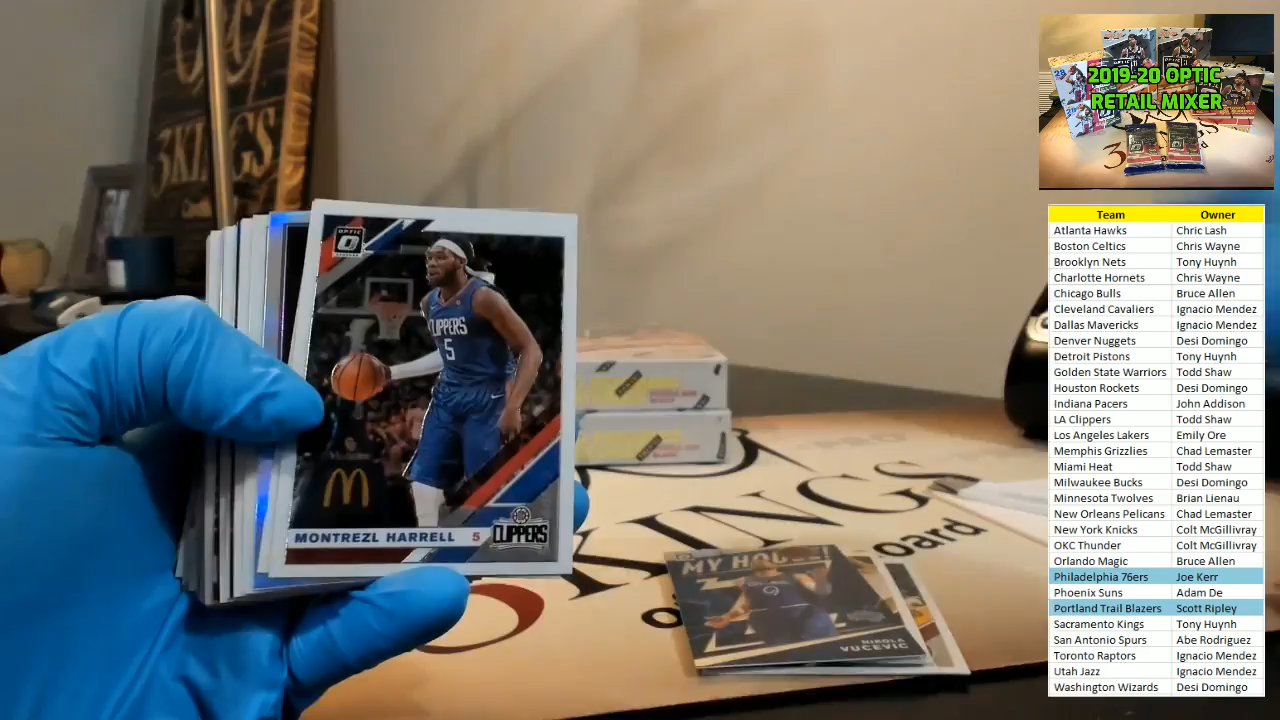 2019-20 OPTIC
RETAIL MIXER
3KINGS
OPTIC
CLIPPERS
5
MONTREZL HARRELL 5
CLIPPERS
KINGS
oard
MY HOUSE!
NIKOLA
VUCEVIC
Team Owner
Atlanta Hawks Chric Lash
Boston Celtics Chris Wayne
Brooklyn Nets Tony Huynh
Charlotte Hornets Chris Wayne
Chicago Bulls Bruce Allen
Cleveland Cavaliers Ignacio Mendez
Dallas Mavericks Ignacio Mendez
Denver Nuggets Desi Domingo
Detroit Pistons Tony Huynh
Golden State Warriors Todd Shaw
Houston Rockets Desi Domingo
Indiana Pacers John Addison
LA Clippers Todd Shaw
Los Angeles Lakers Emily Ore
Memphis Grizzlies Chad Lemaster
Miami Heat Todd Shaw
Milwaukee Bucks Desi Domingo
Minnesota Twolves Brian Lienau
New Orleans Pelicans Chad Lemaster
New York Knicks Colt McGillivray
OKC Thunder Colt McGillivray
Orlando Magic Bruce Allen
Philadelphia 76ers Joe Kerr
Phoenix Suns Adam De
Portland Trail Blazers Scott Ripley
Sacramento Kings Tony Huynh
San Antonio Spurs Abe Rodriguez
Toronto Raptors Ignacio Mendez
Utah Jazz Ignacio Mendez
Washington Wizards Desi Domingo